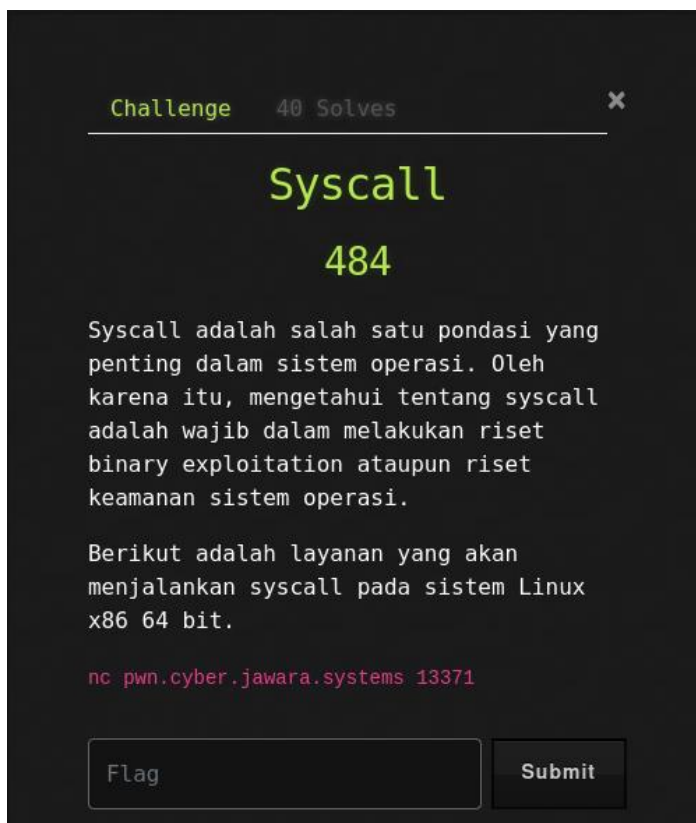 Challenge 40 Solves ×
Syscall
484
Syscall adalah salah satu pondasi yang
penting dalam sistem operasi. Oleh
karena itu, mengetahui tentang syscall
adalah wajib dalam melakukan riset
binary exploitation ataupun riset
keamanan sistem operasi.
Berikut adalah layanan yang akan
menjalankan syscall pada sistem Linux
x86 64 bit.
nc pwn.cyber.jawara.systems 13371
Flag Submit